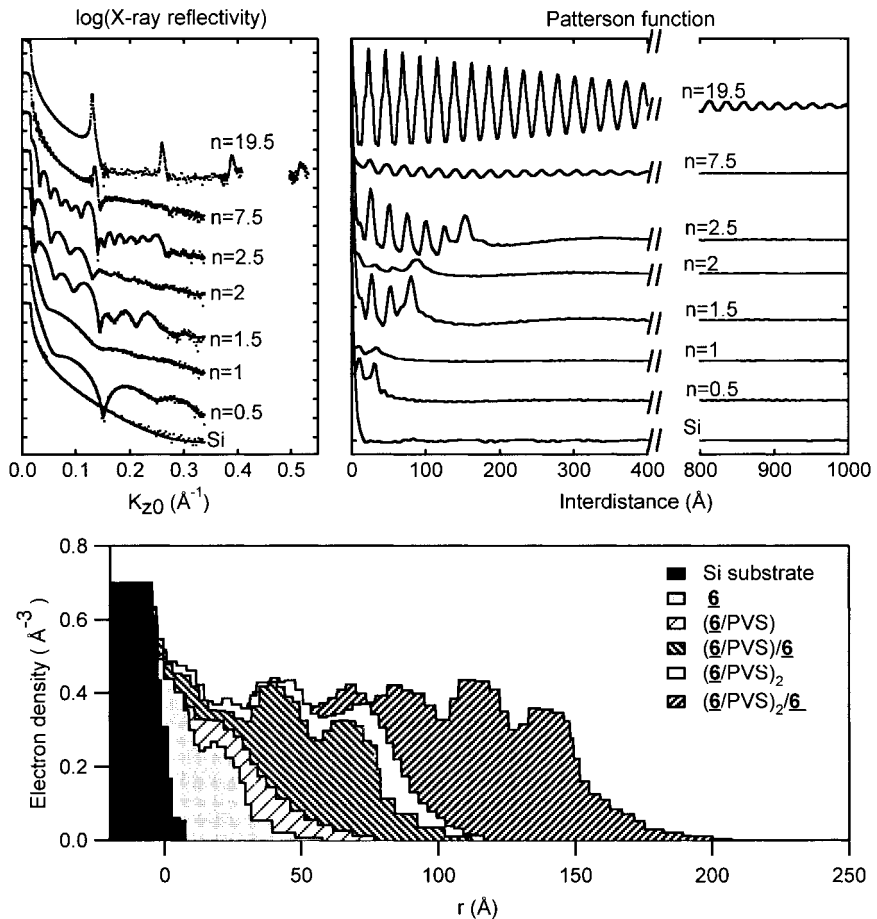 log(X-ray reflectivity)
n=19.5
n=7.5
n=2.5
n=2
n=1.5
n=1
n=0.5
Si
0.0 0.1 0.2 0.3 0.4 0.5
Kz0 (Å-1)
Patterson function
n=19.5
n=7.5
n=2.5
n=2
n=1.5
n=1
n=0.5
Si
0 100 200 300 400 800 900 1000
Interdistance (Å)
Electron density ( Å-3)
0.8
0.6
0.4
0.2
0.0
Si substrate
6
(6/PVS)
(6/PVS)/6
(6/PVS)2
(6/PVS)2/6
0 50 100 150 200 250
r (Å)